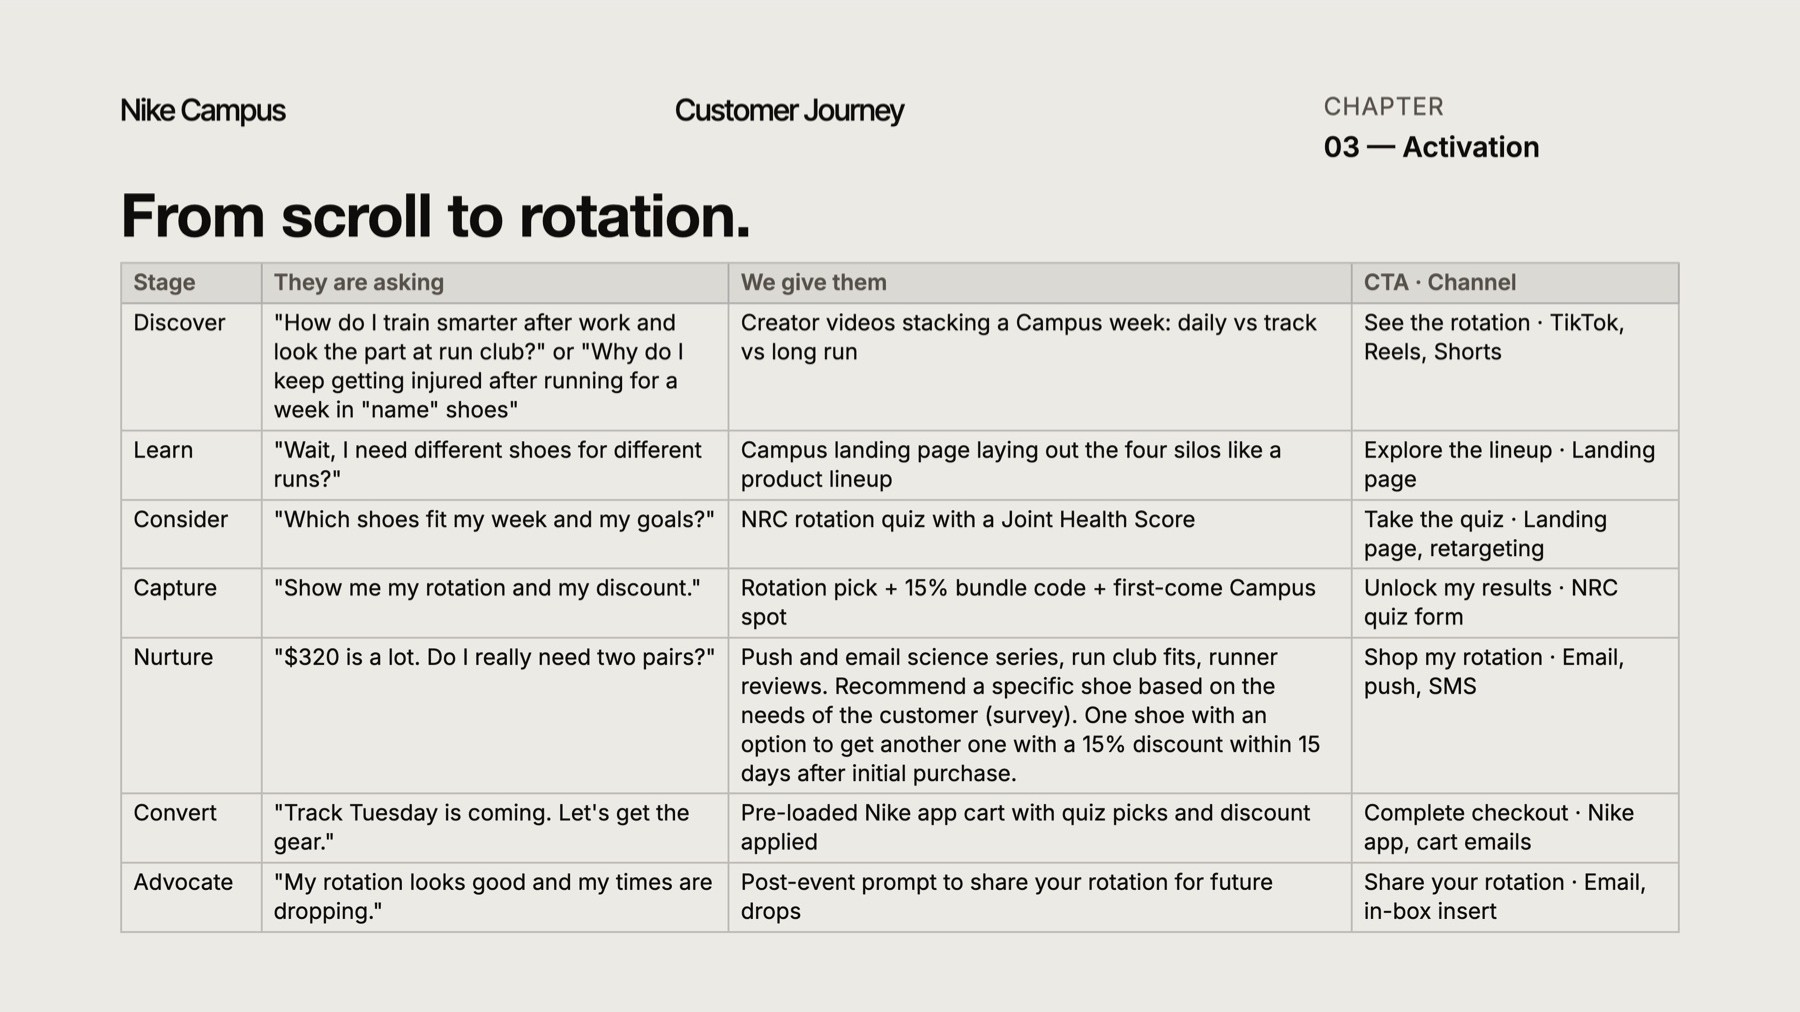 Nike Campus
Customer Journey
CHAPTER
03 — Activation
From scroll to rotation.
Stage
They are asking
We give them
CTA · Channel
Discover
"How do I train smarter after work and
look the part at run club?" or "Why do I
keep getting injured after running for a
week in "name" shoes"
Creator videos stacking a Campus week: daily vs track
vs long run
See the rotation · TikTok,
Reels, Shorts
Learn
"Wait, I need different shoes for different
runs?"
Campus landing page laying out the four silos like a
product lineup
Explore the lineup · Landing
page
Consider
"Which shoes fit my week and my goals?"
NRC rotation quiz with a Joint Health Score
Take the quiz · Landing
page, retargeting
Capture
"Show me my rotation and my discount."
Rotation pick + 15% bundle code + first-come Campus
spot
Unlock my results · NRC
quiz form
Nurture
"$320 is a lot. Do I really need two pairs?"
Push and email science series, run club fits, runner
reviews. Recommend a specific shoe based on the
needs of the customer (survey). One shoe with an
option to get another one with a 15% discount within 15
days after initial purchase.
Shop my rotation · Email,
push, SMS
Convert
"Track Tuesday is coming. Let's get the
gear."
Pre-loaded Nike app cart with quiz picks and discount
applied
Complete checkout · Nike
app, cart emails
Advocate
"My rotation looks good and my times are
dropping."
Post-event prompt to share your rotation for future
drops
Share your rotation · Email,
in-box insert